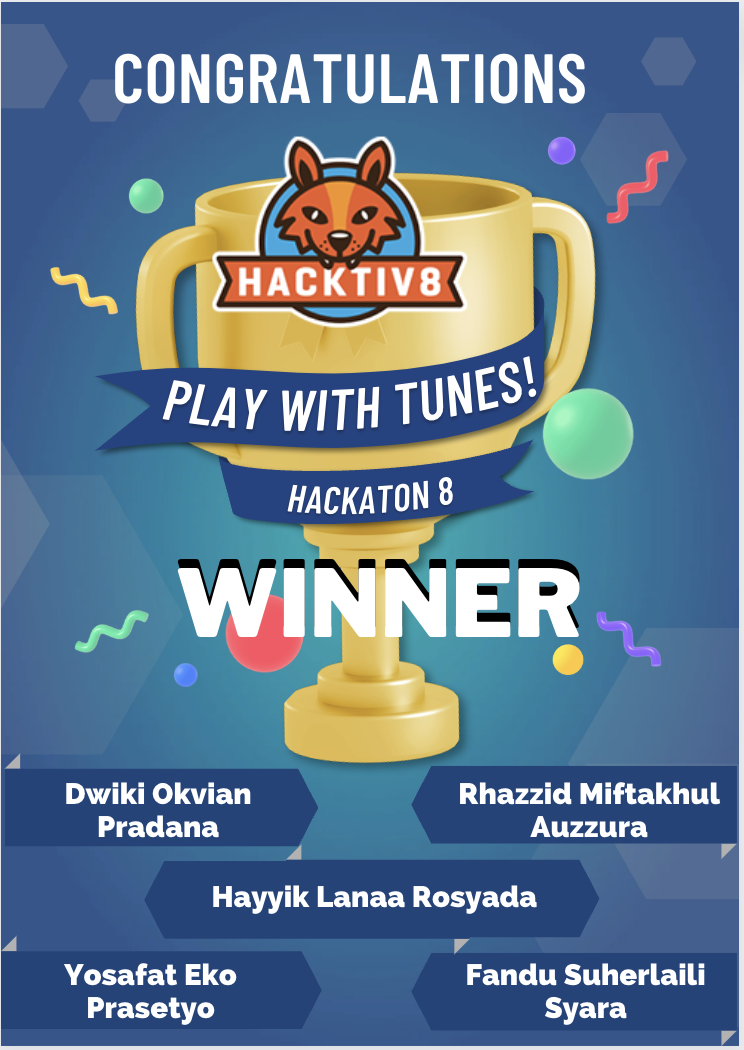 CONGRATULATIONS
HACKTIV8
PLAY WITH TUNES!
HACKATON 8
WINNER
Dwiki Okvian
Pradana
Rhazzid Miftakhul
Auzzura
Hayyik Lanaa Rosyada
Yosafat Eko
Prasetyo
Fandu Suherlaili
Syara